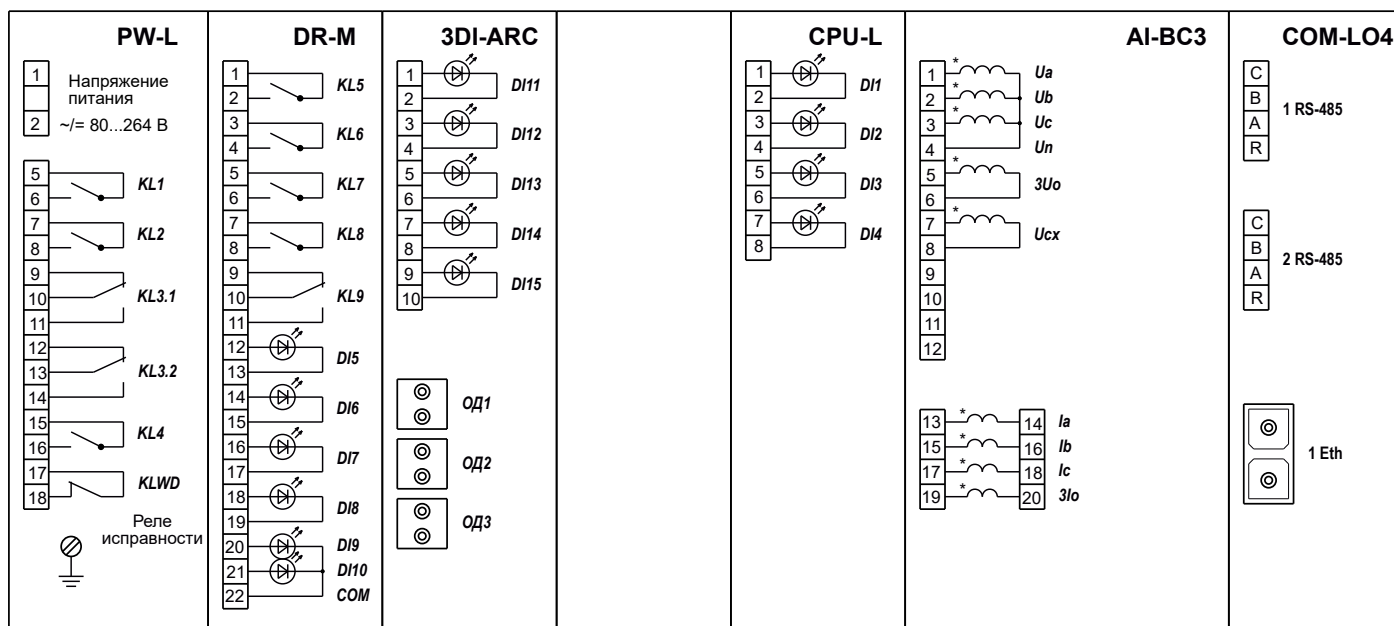 PW-L
1
Напряжение
питания
2
~/= 80...264 В
5
6
KL1
7
8
KL2
9
10
11
KL3.1
12
13
14
KL3.2
15
16
KL4
17
18
KLWD
Реле
исправности
DR-M
1
2
KL5
3
4
KL6
5
6
KL7
7
8
KL8
9
10
11
KL9
12
13
DI5
14
15
DI6
16
17
DI7
18
19
DI8
20
DI9
21
DI10
22
COM
3DI-ARC
1
2
DI11
3
4
DI12
5
6
DI13
7
8
DI14
9
10
DI15
ОД1
ОД2
ОД3
CPU-L
1
2
DI1
3
4
DI2
5
6
DI3
7
8
DI4
AI-BC3
1
*
Ua
2
*
Ub
3
*
Uc
4
Un
5
*
6
3Uo
7
*
8
Ucx
9
10
11
12
13
*
14
Ia
15
*
16
Ib
17
*
18
Ic
19
*
20
3Io
COM-LO4
C
B
A
R
1 RS-485
C
B
A
R
2 RS-485
1 Eth